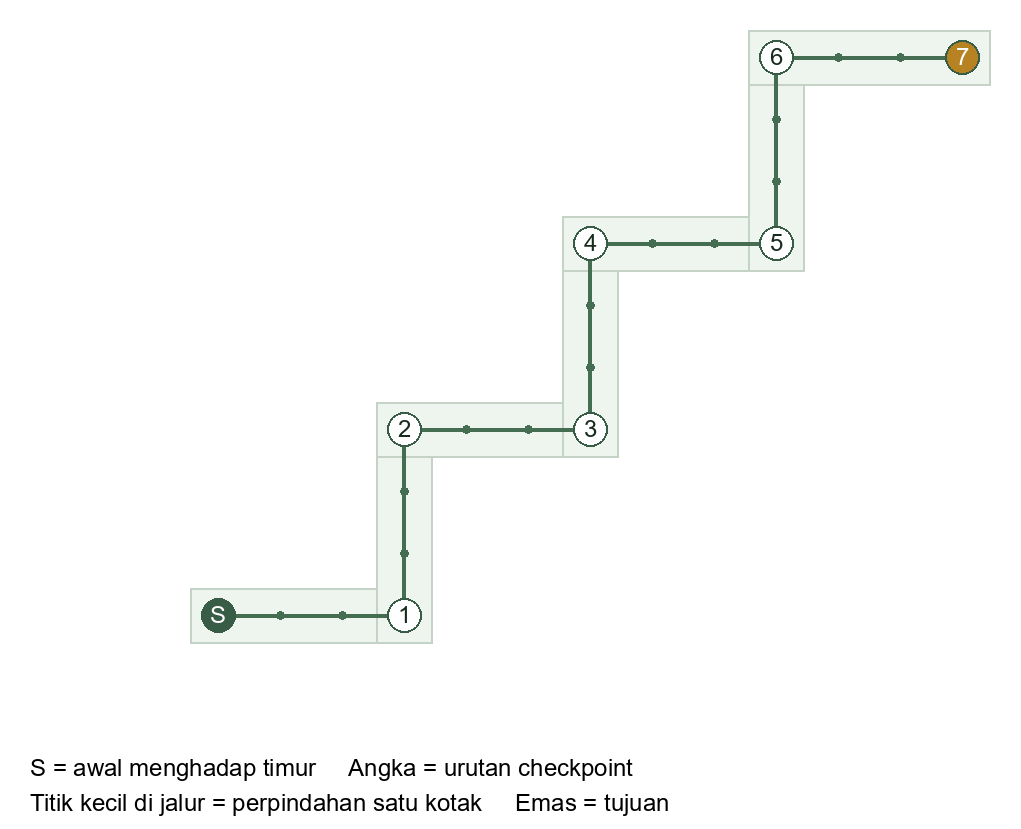 6
7
4
5
2
3
S
1
S = awal menghadap timur     Angka = urutan checkpoint
Titik kecil di jalur = perpindahan satu kotak     Emas = tujuan